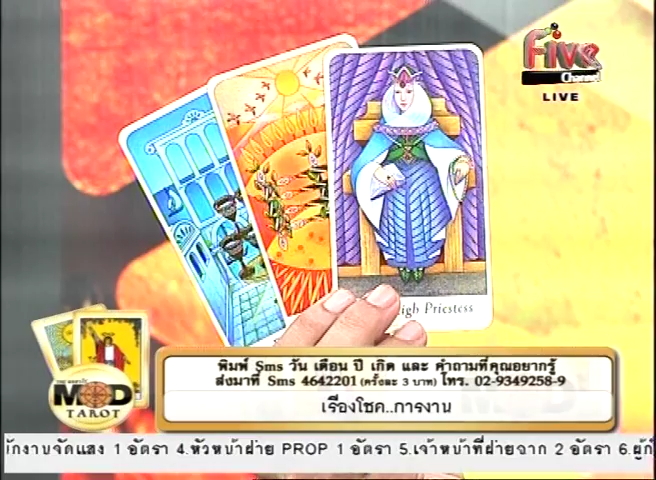 Five
Channel
LIVE
igh Priestess
พิมพ์ Sms วัน เดือน ปี เกิด และ คำถามที่คุณอยากรู้
ส่งมาที่ Sms 4642201 (ครั้งละ 3 บาท) โทร. 02-9349258-9
เรื่องโชค..การงาน
MD
TAROT
ักงานจัดแสง 1 อัตรา 4.หัวหน้าฝ่าย PROP 1 อัตรา 5.เจ้าหน้าที่ฝ่ายฉาก 2 อัตรา 6.ผู้ก